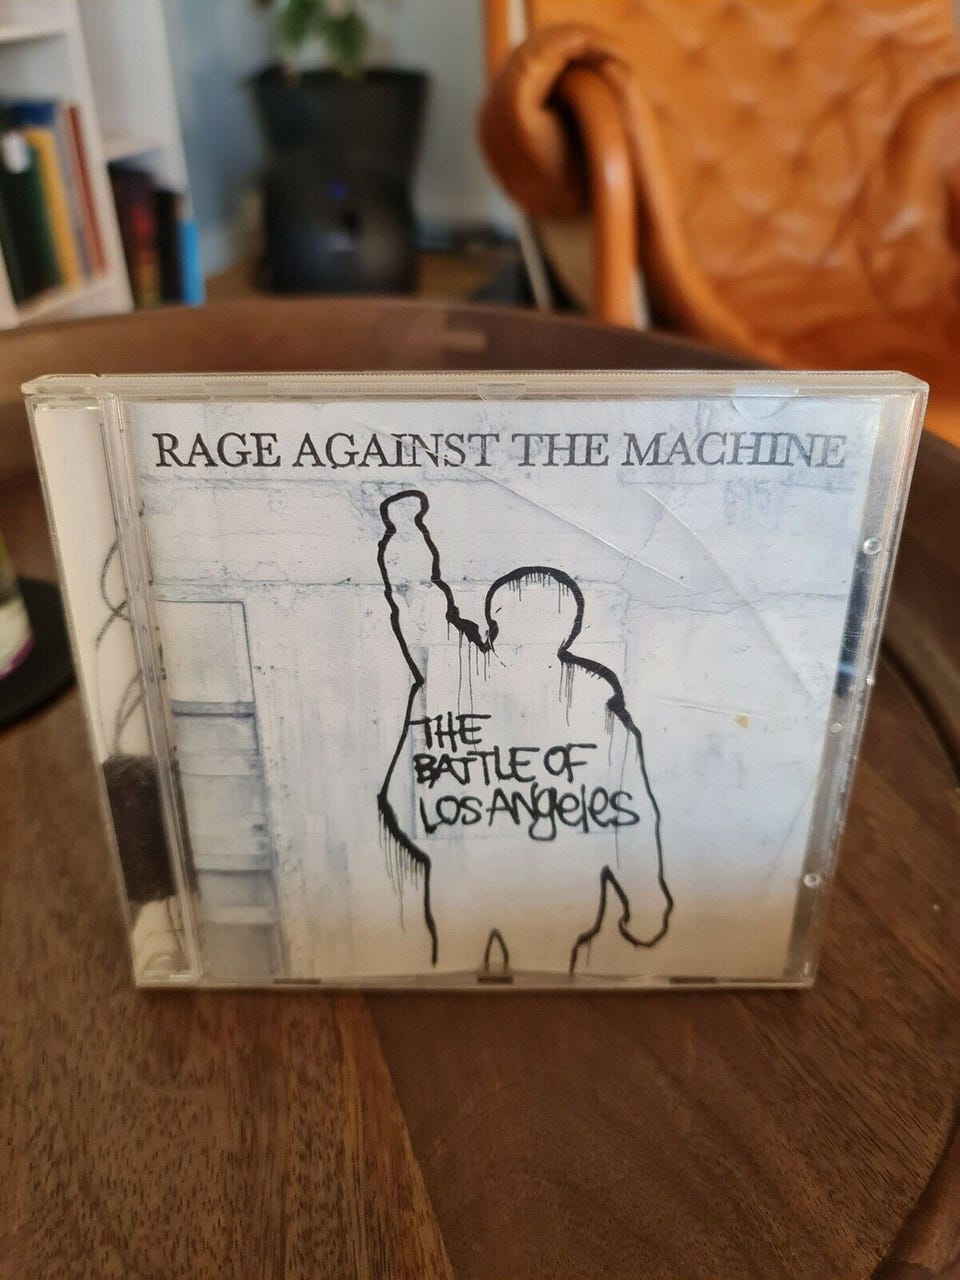 RAGE AGAINST THE MACHINE
THE
BATTLE OF
LOS ANgeles